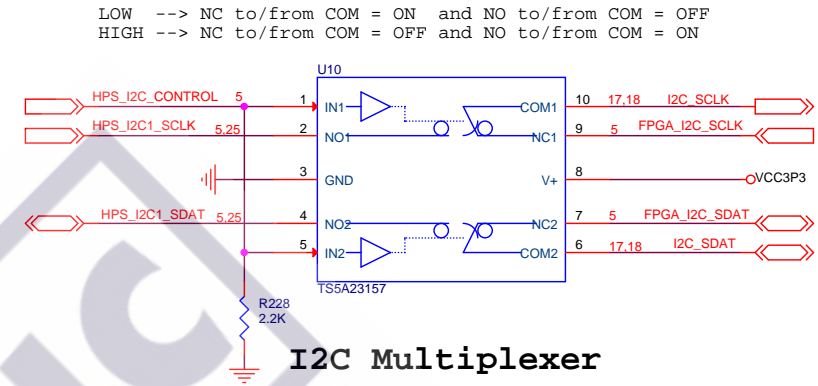 LOW --> NC to/from COM = ON and NO to/from COM = OFF
HIGH --> NC to/from COM = OFF and NO to/from COM = ON
U10
HPS_I2C_CONTROL 5 1 IN1 COM1 10 17,18 I2C_SCLK
HPS_I2C1_SCLK 5,25 2 NO1 NC1 9 5 FPGA_I2C_SCLK
3 GND V+ 8 VCC3P3
HPS_I2C1_SDAT 5,25 4 NO2 NC2 7 5 FPGA_I2C_SDAT
5 IN2 COM2 6 17,18 I2C_SDAT
TS5A23157
R228
2.2K
I2C Multiplexer